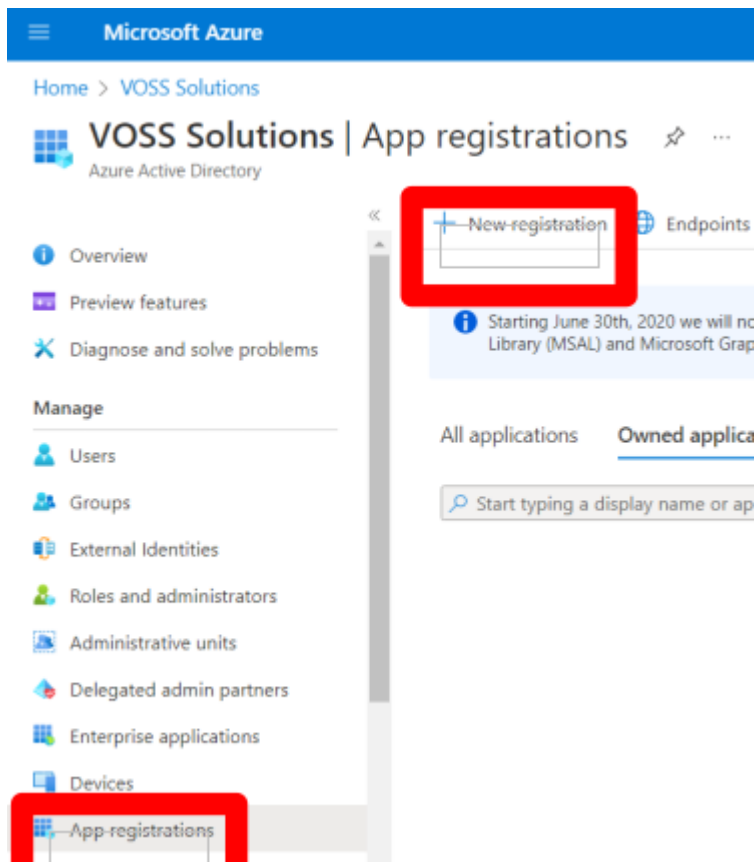 Microsoft Azure
Home > VOSS Solutions
VOSS Solutions | App registrations
Azure Active Directory
New registration
Endpoints
Overview
Preview features
Diagnose and solve problems
Manage
Users
Groups
External Identities
Roles and administrators
Administrative units
Delegated admin partners
Enterprise applications
Devices
App registrations
Starting June 30th, 2020 we will no
Library (MSAL) and Microsoft Grap
All applications
Owned applica
Start typing a display name or ap